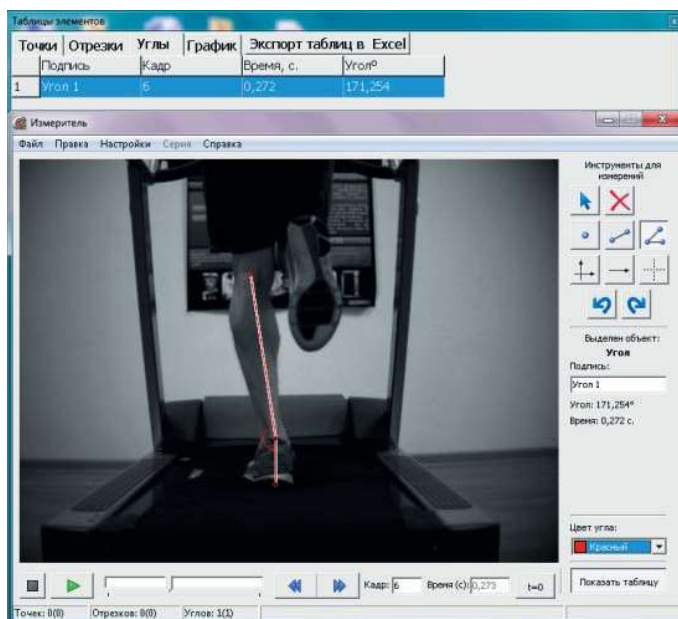 Таблицы элементов
Точки Отрезки Углы График Экспорт таблиц в Excel
Подпись Кадр Время, с. Угол⁰
1 Угол 1 6 0,272 171,254
Измеритель
Файл Правка Настройки Серия Справка
Инструменты для измерений
Выделен объект:
Угол
Подпись:
Угол 1
Угол: 171,254°
Время: 0,272 с.
Цвет угла:
Красный
Кадр: 6 Время (с): 0,273 t=0 Показать таблицу
Точек: 0(0) Отрезков: 0(0) Углов: 1(1)